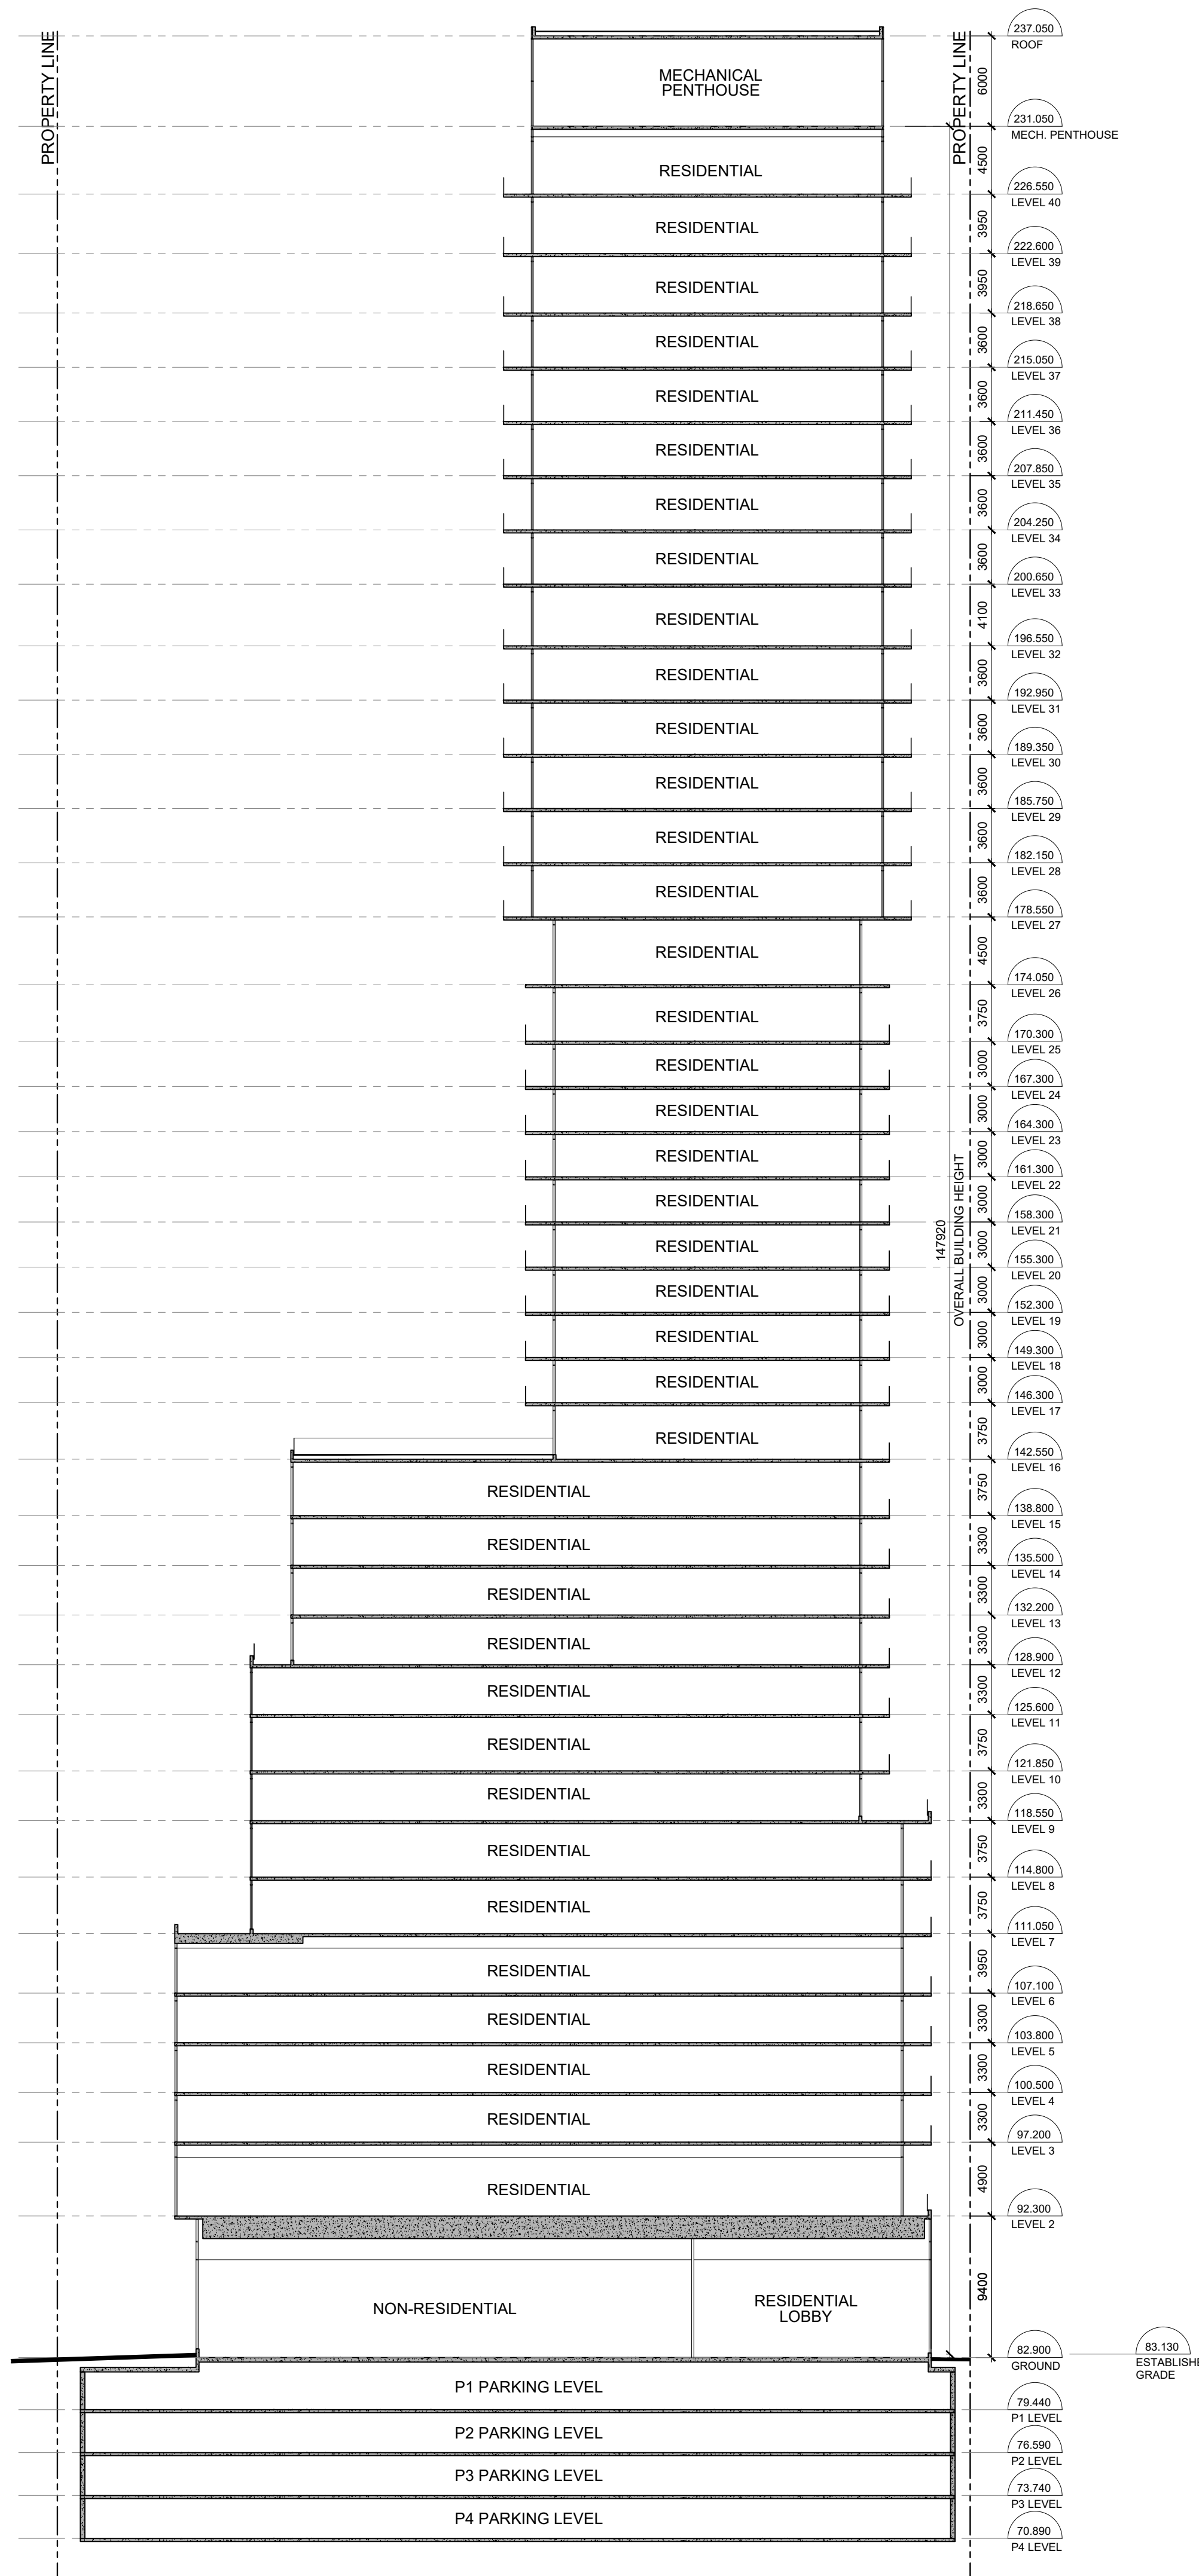 PROPERTY LINE
PROPERTY LINE
237.050
ROOF
6000
MECHANICAL
PENTHOUSE
231.050
MECH. PENTHOUSE
4500
RESIDENTIAL
226.550
LEVEL 40
3950
RESIDENTIAL
222.600
LEVEL 39
3950
RESIDENTIAL
218.650
LEVEL 38
3600
RESIDENTIAL
215.050
LEVEL 37
3600
RESIDENTIAL
211.450
LEVEL 36
3600
RESIDENTIAL
207.850
LEVEL 35
3600
RESIDENTIAL
204.250
LEVEL 34
3600
RESIDENTIAL
200.650
LEVEL 33
4100
RESIDENTIAL
196.550
LEVEL 32
3600
RESIDENTIAL
192.950
LEVEL 31
3600
RESIDENTIAL
189.350
LEVEL 30
3600
RESIDENTIAL
185.750
LEVEL 29
3600
RESIDENTIAL
182.150
LEVEL 28
3600
RESIDENTIAL
178.550
LEVEL 27
4500
RESIDENTIAL
174.050
LEVEL 26
3750
RESIDENTIAL
170.300
LEVEL 25
3000
RESIDENTIAL
167.300
LEVEL 24
3000
RESIDENTIAL
164.300
LEVEL 23
3000
RESIDENTIAL
161.300
LEVEL 22
3000
RESIDENTIAL
158.300
LEVEL 21
3000
RESIDENTIAL
147920
OVERALL BUILDING HEIGHT
155.300
LEVEL 20
3000
RESIDENTIAL
152.300
LEVEL 19
3000
RESIDENTIAL
149.300
LEVEL 18
3000
RESIDENTIAL
146.300
LEVEL 17
3750
RESIDENTIAL
142.550
LEVEL 16
3750
RESIDENTIAL
138.800
LEVEL 15
3300
RESIDENTIAL
135.500
LEVEL 14
3300
RESIDENTIAL
132.200
LEVEL 13
3300
RESIDENTIAL
128.900
LEVEL 12
3300
RESIDENTIAL
125.600
LEVEL 11
3750
RESIDENTIAL
121.850
LEVEL 10
3300
RESIDENTIAL
118.550
LEVEL 9
3750
RESIDENTIAL
114.800
LEVEL 8
3750
RESIDENTIAL
111.050
LEVEL 7
3950
RESIDENTIAL
107.100
LEVEL 6
3300
RESIDENTIAL
103.800
LEVEL 5
3300
RESIDENTIAL
100.500
LEVEL 4
3300
RESIDENTIAL
97.200
LEVEL 3
4900
RESIDENTIAL
92.300
LEVEL 2
9400
NON-RESIDENTIAL
RESIDENTIAL
LOBBY
82.900
GROUND
83.130
ESTABLISHE
GRADE
P1 PARKING LEVEL
79.440
P1 LEVEL
P2 PARKING LEVEL
76.590
P2 LEVEL
P3 PARKING LEVEL
73.740
P3 LEVEL
P4 PARKING LEVEL
70.890
P4 LEVEL